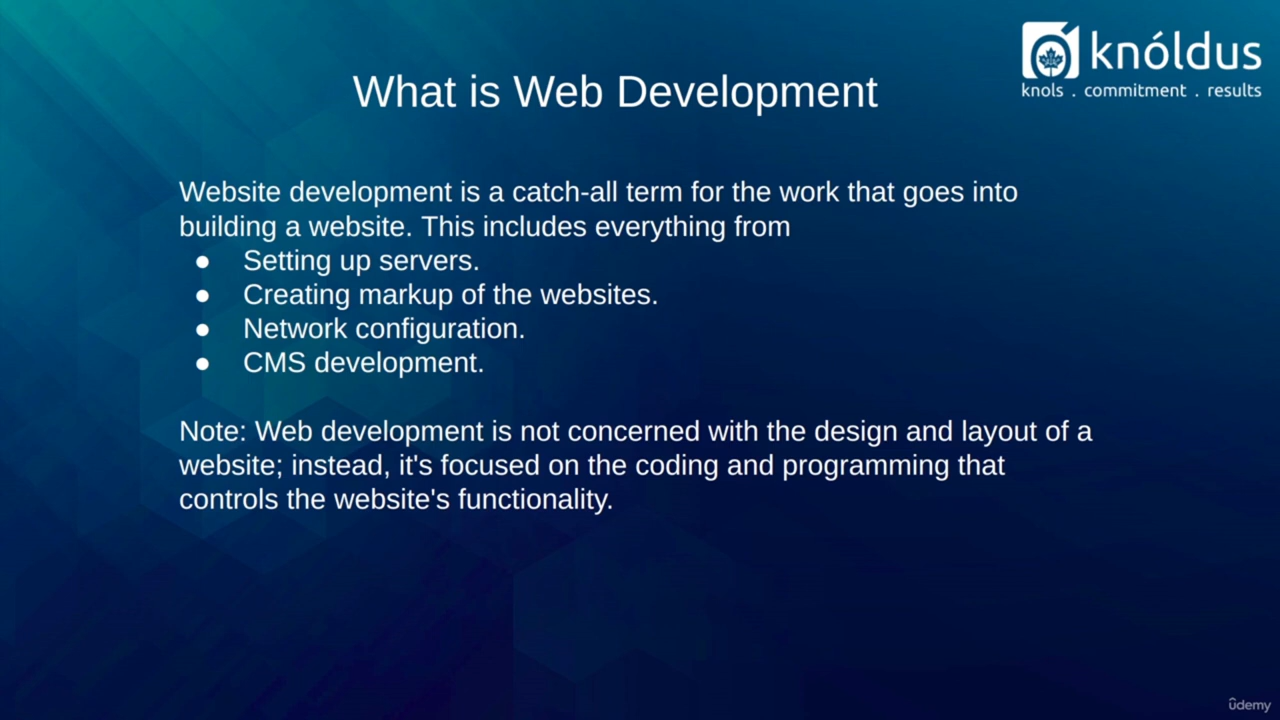 knóldus
knols . commitment . results
What is Web Development
Website development is a catch-all term for the work that goes into
building a website. This includes everything from
● Setting up servers.
● Creating markup of the websites.
● Network configuration.
● CMS development.
Note: Web development is not concerned with the design and layout of a
website; instead, it's focused on the coding and programming that
controls the website's functionality.
ûdemy